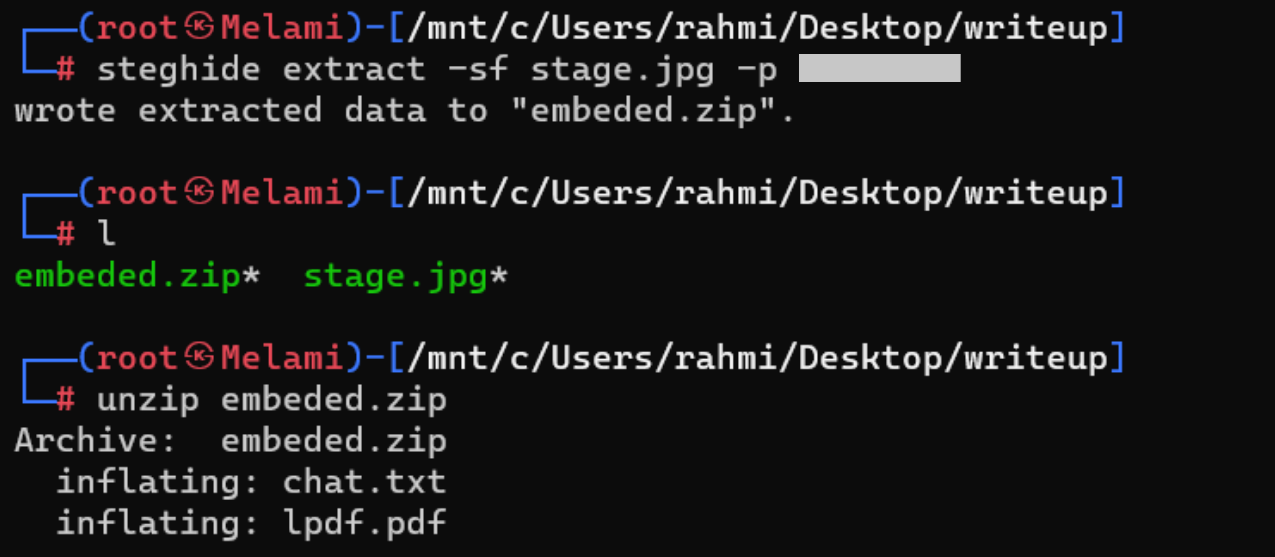 ┌──(root㉿Melami)-[/mnt/c/Users/rahmi/Desktop/writeup]
└─# steghide extract -sf stage.jpg -p
wrote extracted data to "embeded.zip".
┌──(root㉿Melami)-[/mnt/c/Users/rahmi/Desktop/writeup]
└─# l
embeded.zip*  stage.jpg*
┌──(root㉿Melami)-[/mnt/c/Users/rahmi/Desktop/writeup]
└─# unzip embeded.zip
Archive:  embeded.zip
  inflating: chat.txt
  inflating: lpdf.pdf